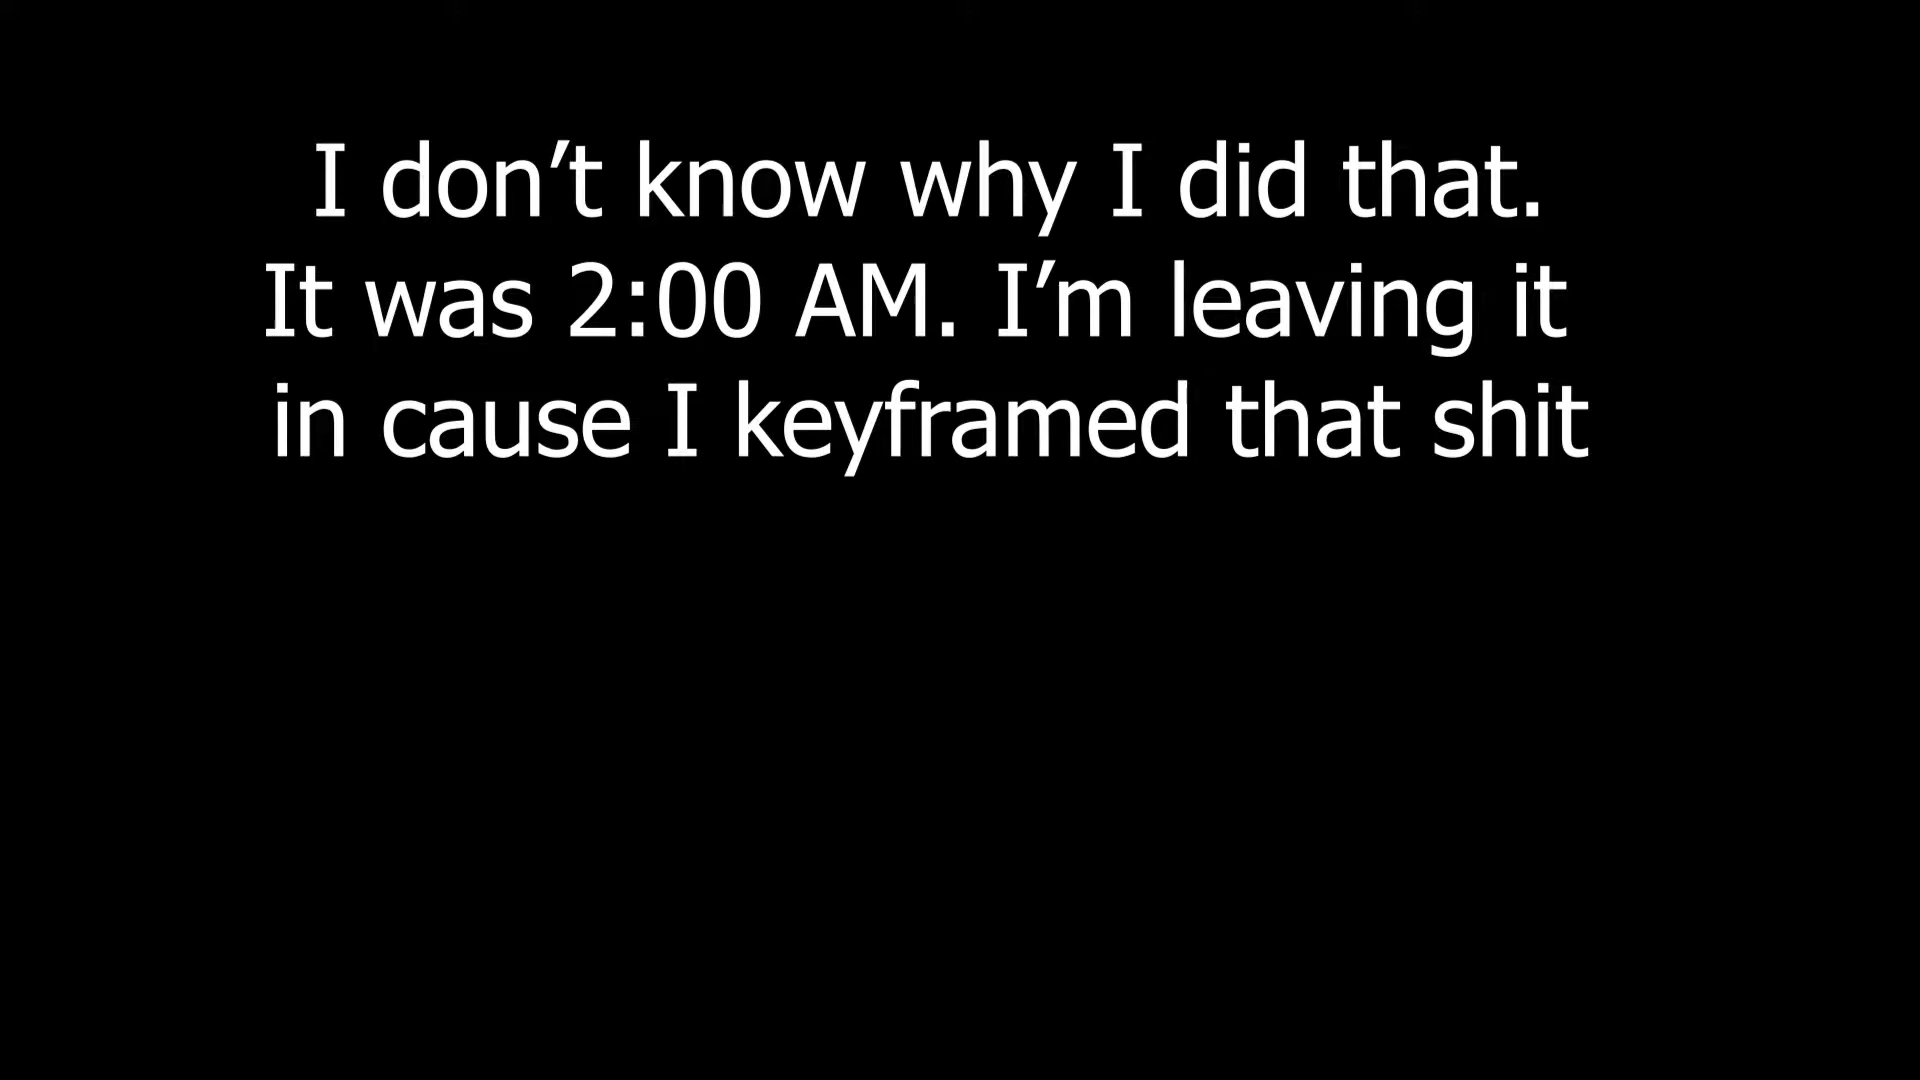 I don’t know why I did that.
It was 2:00 AM. I’m leaving it
in cause I keyframed that shit